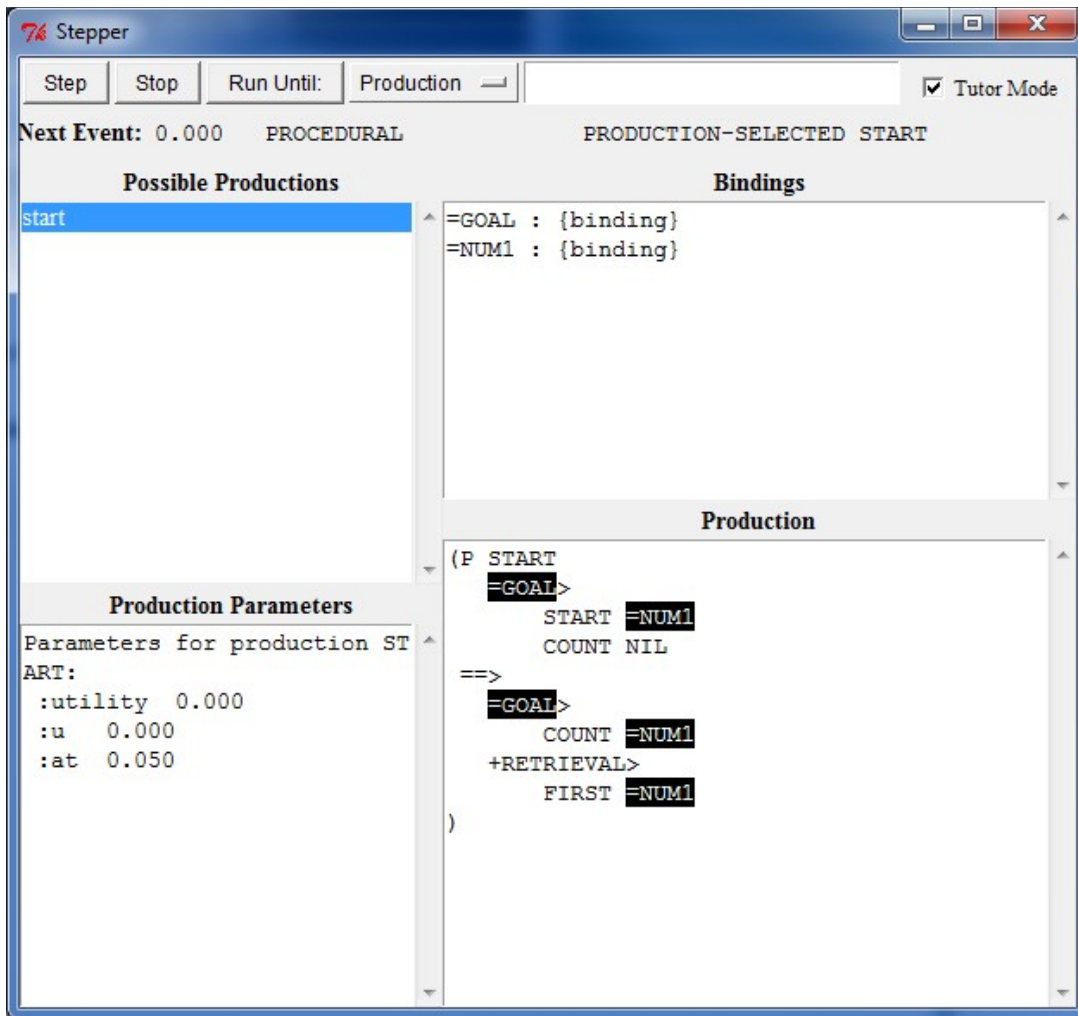 Stepper
Step Stop Run Until: Production Tutor Mode
Next Event: 0.000 PROCEDURAL PRODUCTION-SELECTED START
Possible Productions
start
Bindings
=GOAL : {binding}
=NUM1 : {binding}
Production Parameters
Parameters for production ST
ART:
:utility 0.000
:u 0.000
:at 0.050
Production
(P START
=GOAL>
START =NUM1
COUNT NIL
==>
=GOAL>
COUNT =NUM1
+RETRIEVAL>
FIRST =NUM1
)